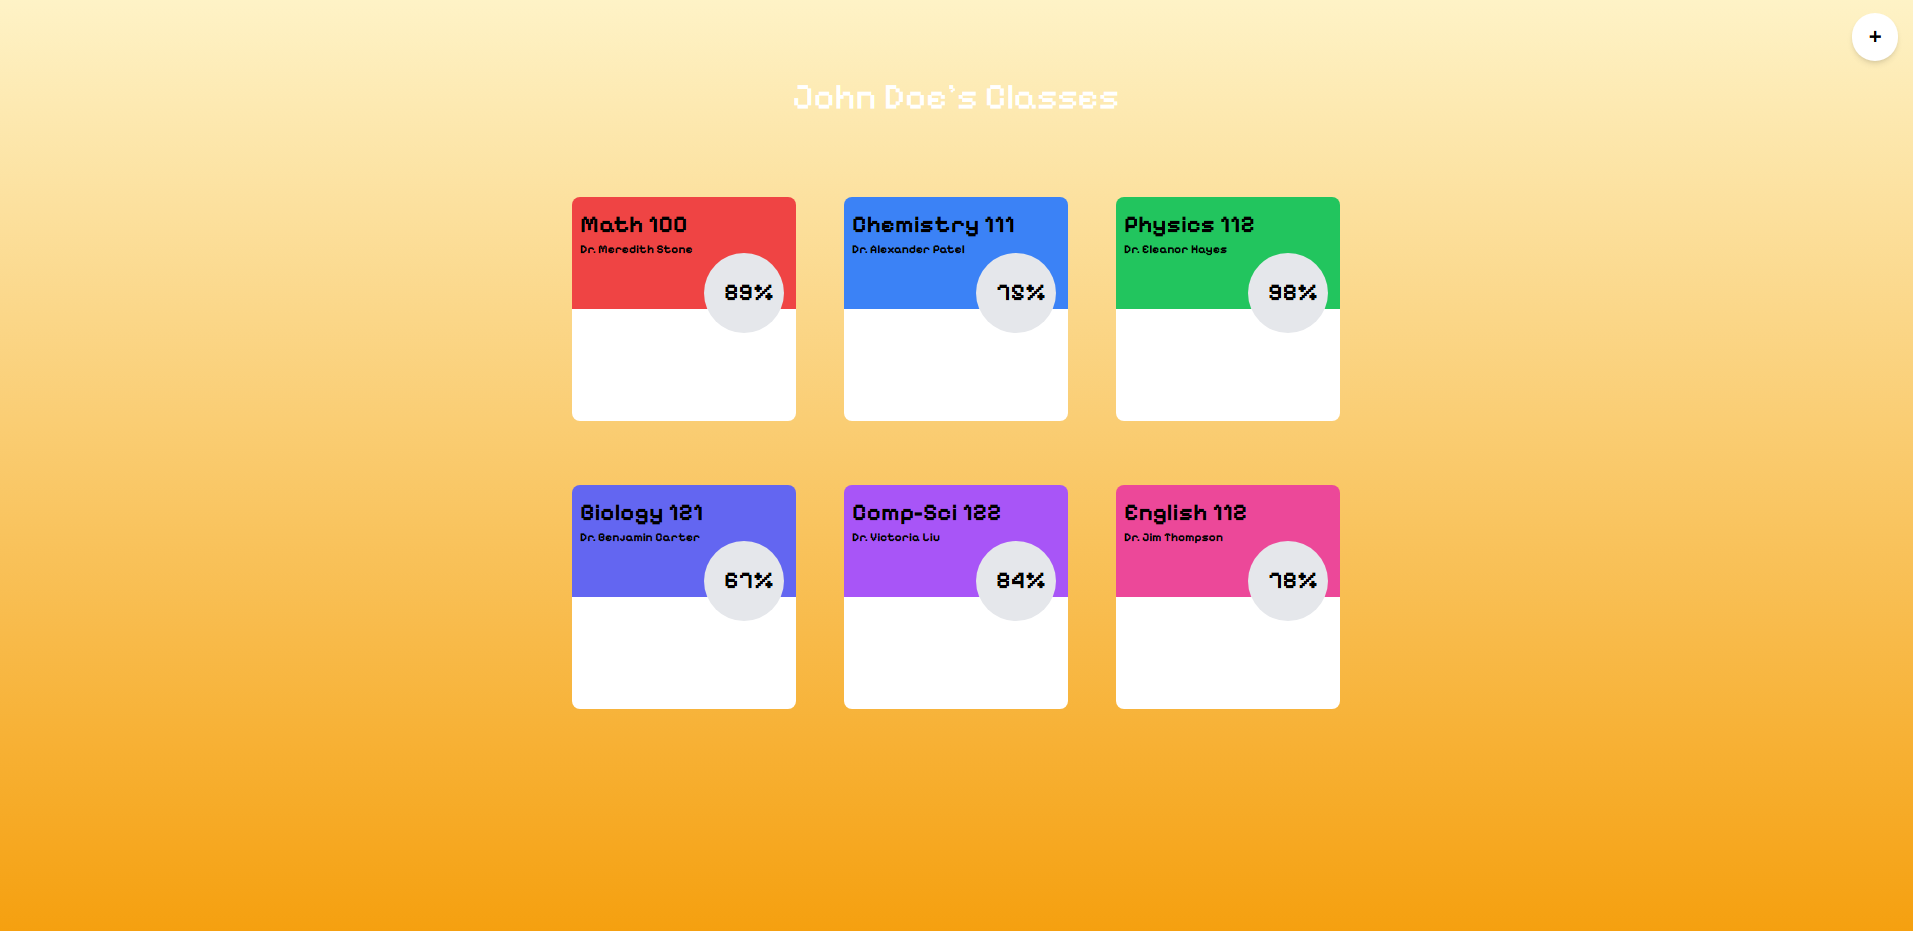 +
John Doe's Classes
Math 100
Dr. Meredith Stone
89%
Chemistry 111
Dr. Alexander Patel
75%
Physics 112
Dr. Eleanor Hayes
98%
Biology 121
Dr. Benjamin Carter
67%
Comp-Sci 122
Dr. Victoria Liu
84%
English 112
Dr. Jim Thompson
78%